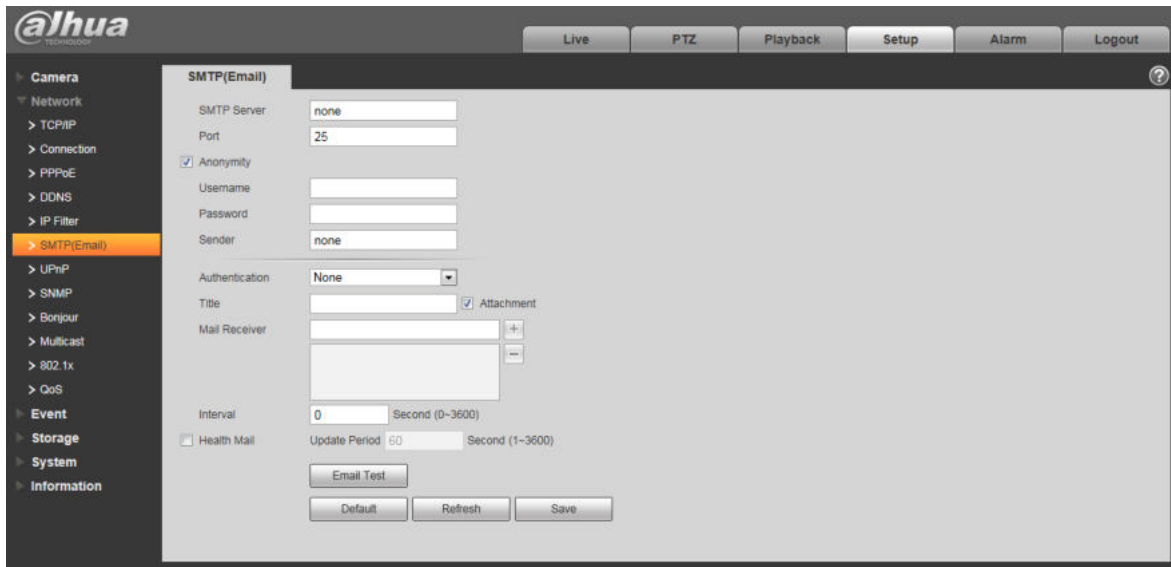 alhua
TECHNOLOGY
Live PTZ Playback Setup Alarm Logout
Camera
Network
> TCP/IP
> Connection
> PPPoE
> DDNS
> IP Filter
> SMTP(Email)
> UPnP
> SNMP
> Bonjour
> Multicast
> 802.1x
> QoS
Event
Storage
System
Information
SMTP(Email) ?
SMTP Server none
Port 25
Anonymity
Username
Password
Sender none
Authentication None
Title Attachment
Mail Receiver +
−
Interval 0 Second (0~3600)
Health Mail Update Period 60 Second (1~3600)
Email Test
Default Refresh Save